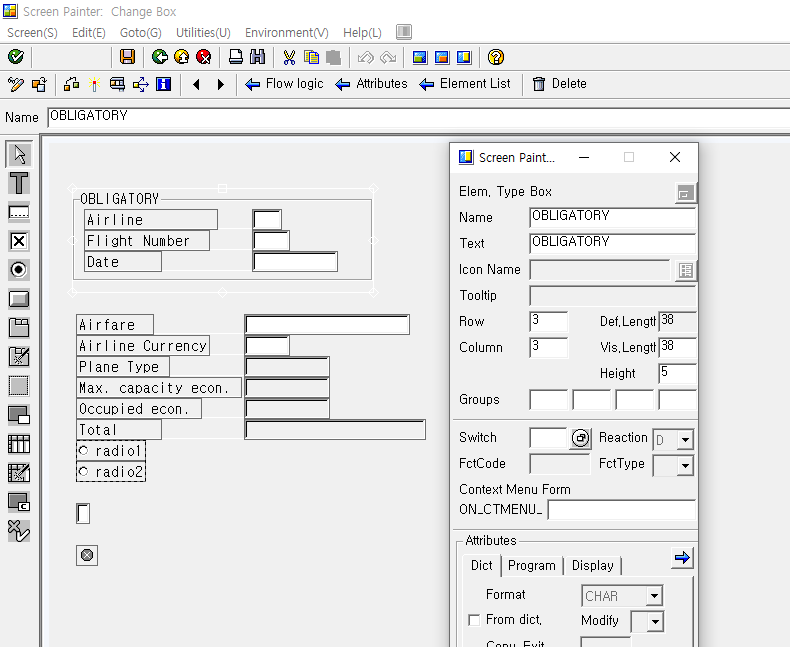 Screen Painter: Change Box
Screen(S) Edit(E) Goto(G) Utilities(U) Environment(V) Help(L)
Flow logic Attributes Element List Delete
Name OBLIGATORY
OBLIGATORY
Airline
Flight Number
Date
Airfare
Airline Currency
Plane Type
Max. capacity econ.
Occupied econ.
Total
radio1
radio2
Screen Paint...
Elem. Type Box
Name OBLIGATORY
Text OBLIGATORY
Icon Name
Tooltip
Row 3 Def.Lengt 38
Column 3 Vis.Lengt 38
Height 5
Groups
Switch Reaction D
FctCode FctType
Context Menu Form
ON_CTMENU_
Attributes
Dict Program Display
Format CHAR
From dict. Modify